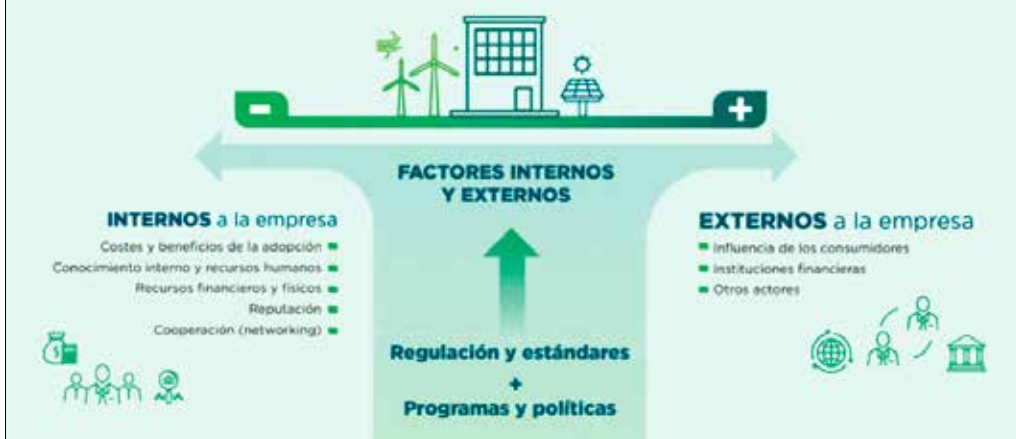 FACTORES INTERNOS
Y EXTERNOS
INTERNOS a la empresa
Costes y beneficios de la adopción
Conocimiento interno y recursos humanos
Recursos financieros y físicos
Reputación
Cooperación (networking)
EXTERNOS a la empresa
Influencia de los consumidores
Instituciones financieras
Otros actores
Regulación y estándares
+
Programas y políticas